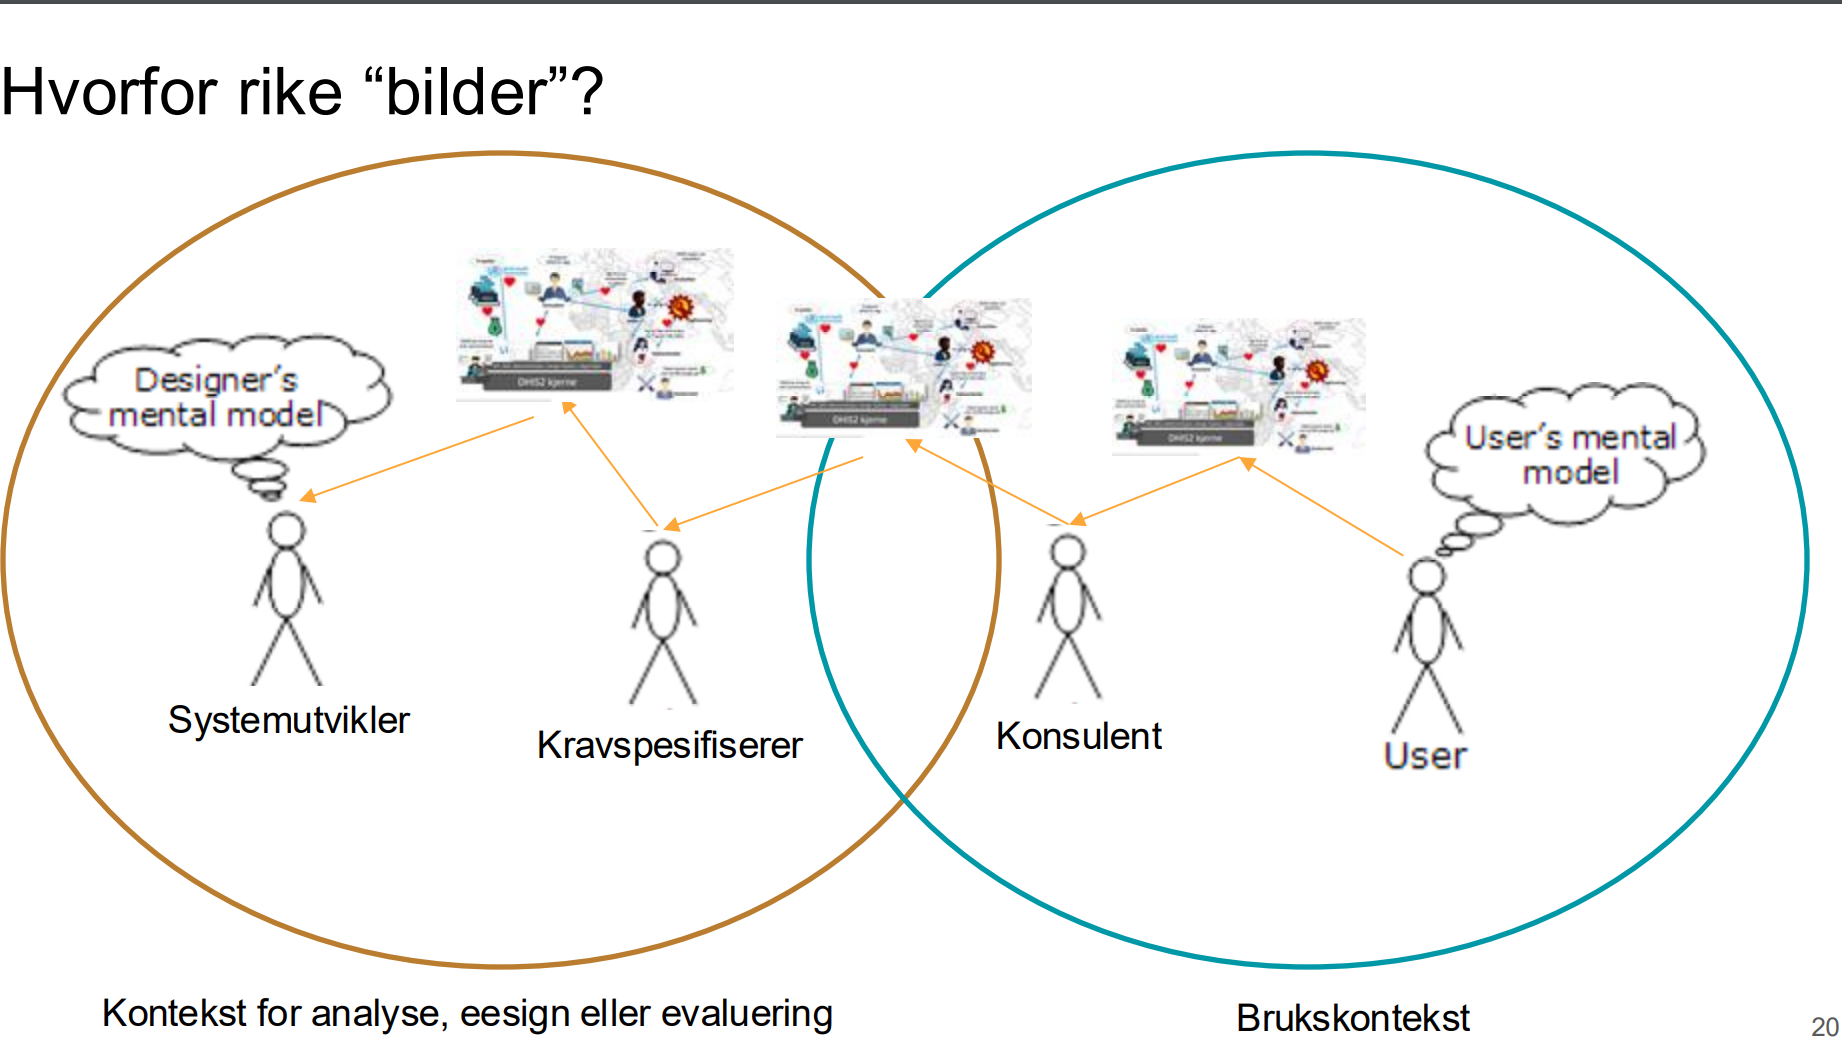 Hvorfor rike “bilder”?
Designer's
mental model
DHIS2 kjerne
DHIS2 kjerne
DHIS2 kjerne
User's mental
model
Systemutvikler
Kravspesifiserer
Konsulent
User
Kontekst for analyse, eesign eller evaluering
Brukskontekst
20